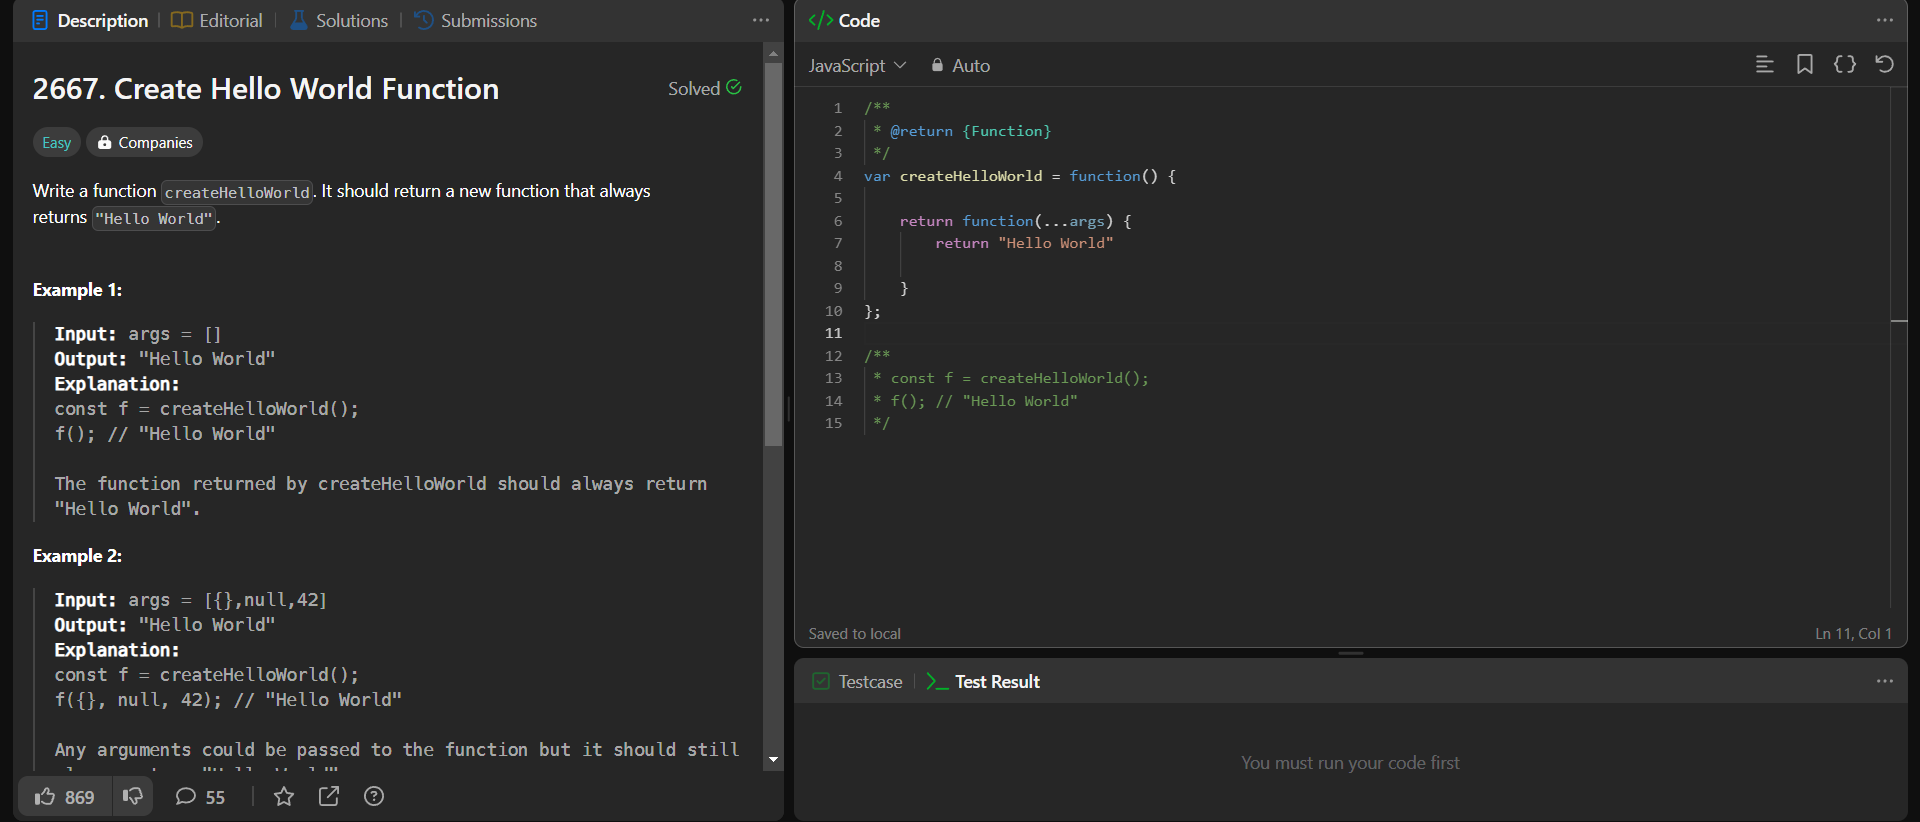 Description | Editorial | Solutions | Submissions
2667. Create Hello World Function
Solved
Easy
Companies
Write a function createHelloWorld. It should return a new function that always
returns "Hello World".
Example 1:
Input: args = []
Output: "Hello World"
Explanation:
const f = createHelloWorld();
f(); // "Hello World"
The function returned by createHelloWorld should always return
"Hello World".
Example 2:
Input: args = [{},null,42]
Output: "Hello World"
Explanation:
const f = createHelloWorld();
f({}, null, 42); // "Hello World"
Any arguments could be passed to the function but it should still
869
55
</> Code
JavaScript
Auto
1 /**
2  * @return {Function}
3  */
4 var createHelloWorld = function() {
5
6     return function(...args) {
7         return "Hello World"
8
9     }
10 };
11
12 /**
13  * const f = createHelloWorld();
14  * f(); // "Hello World"
15  */
Saved to local
Ln 11, Col 1
Testcase | Test Result
You must run your code first